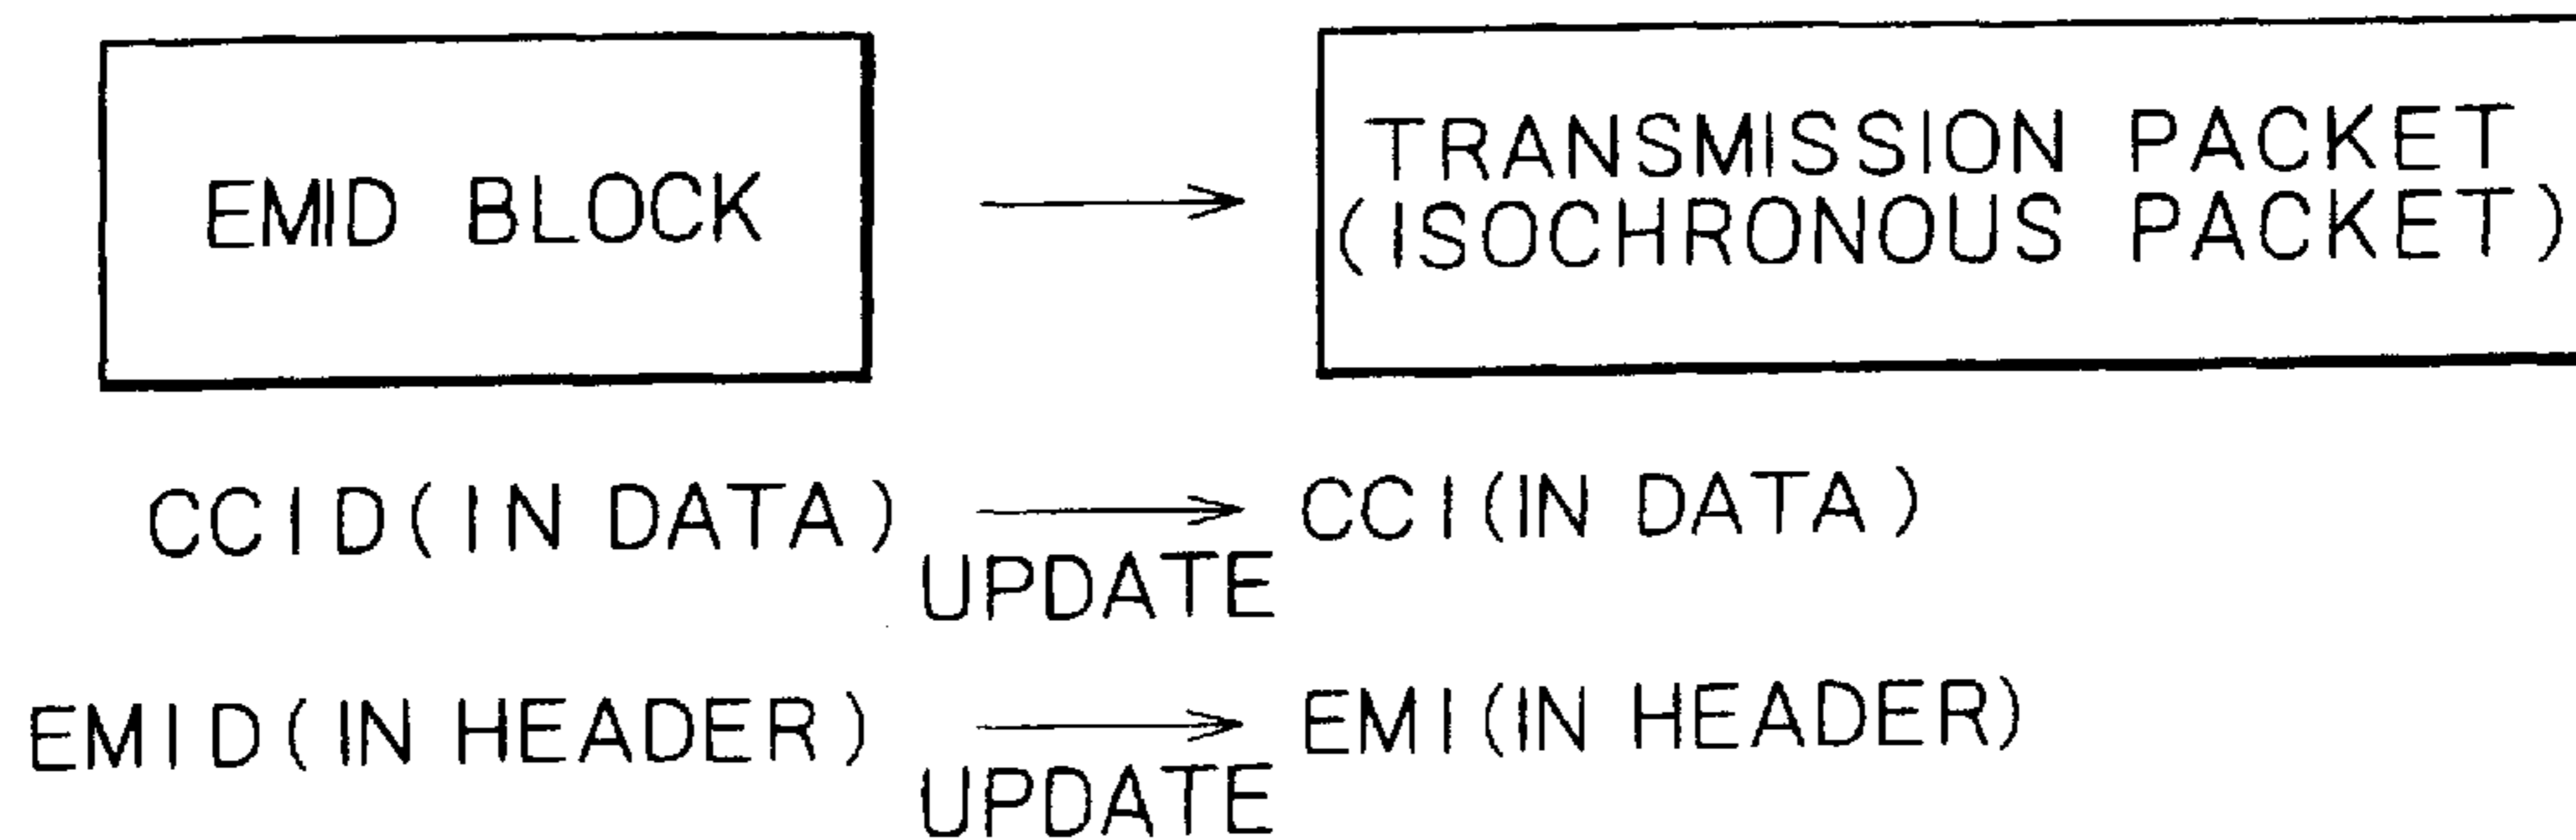 EMID BLOCK
TRANSMISSION PACKET
(ISOCHRONOUS PACKET)
CCID(IN DATA)
UPDATE
CCI(IN DATA)
EMID(IN HEADER)
UPDATE
EMI(IN HEADER)